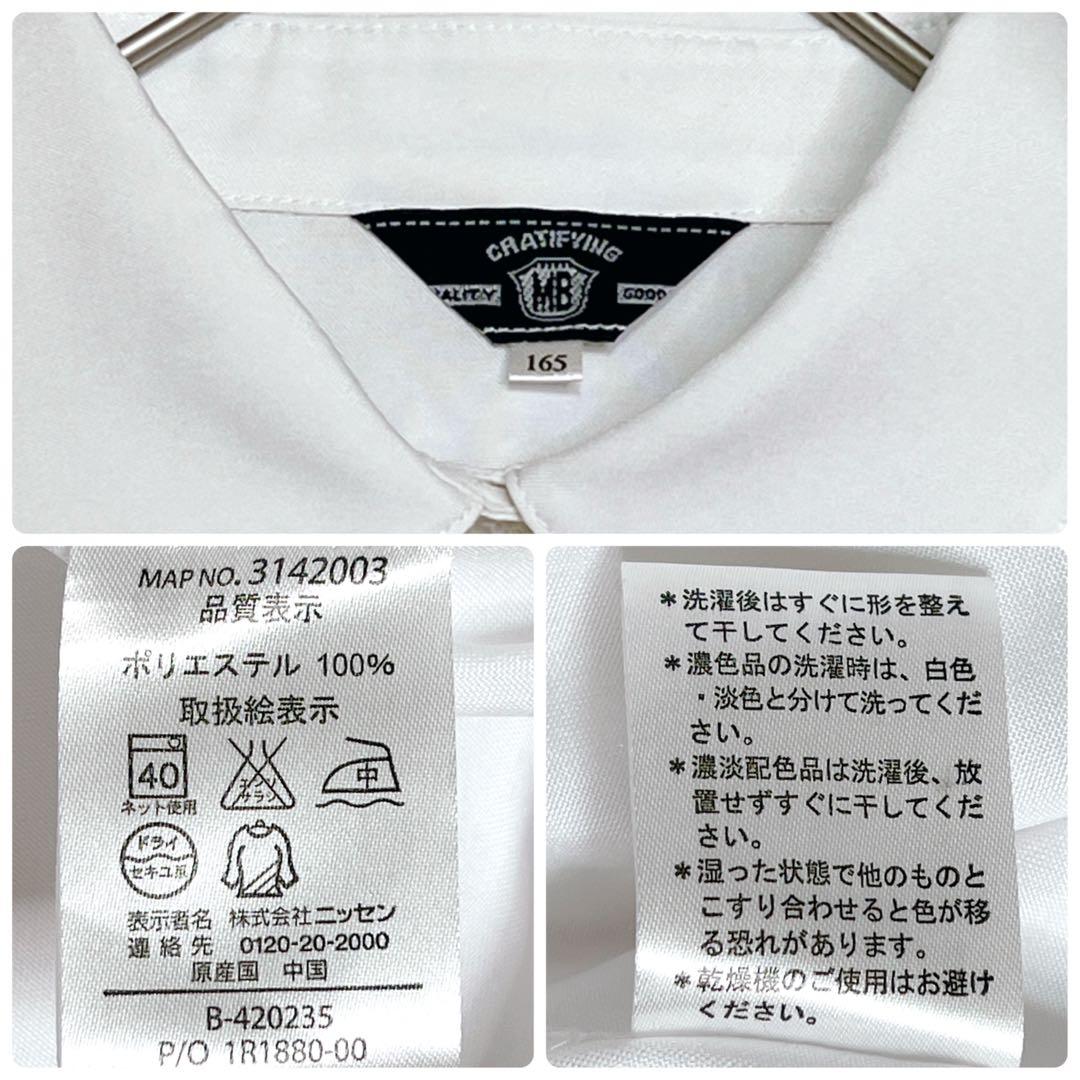 CRATIFYING
MB
ALITY
GOOD
165
MAP NO. 3142003
品質表示
ポリエステル 100%
取扱絵表示
40
エンソ
サラシ
中
ネット使用
ドライ
セキユ系
表示者名 株式会社ニッセン
連絡先 0120-20-2000
原産国 中国
B-420235
P/O 1R1880-00
*洗濯後はすぐに形を整え
て干してください。
*濃色品の洗濯時は、白色
・淡色と分けて洗ってくだ
さい。
*濃淡配色品は洗濯後、放
置せずすぐに干してくだ
さい。
*湿った状態で他のものと
こすり合わせると色が移
る恐れがあります。
*乾燥機のご使用はお避け
ください。